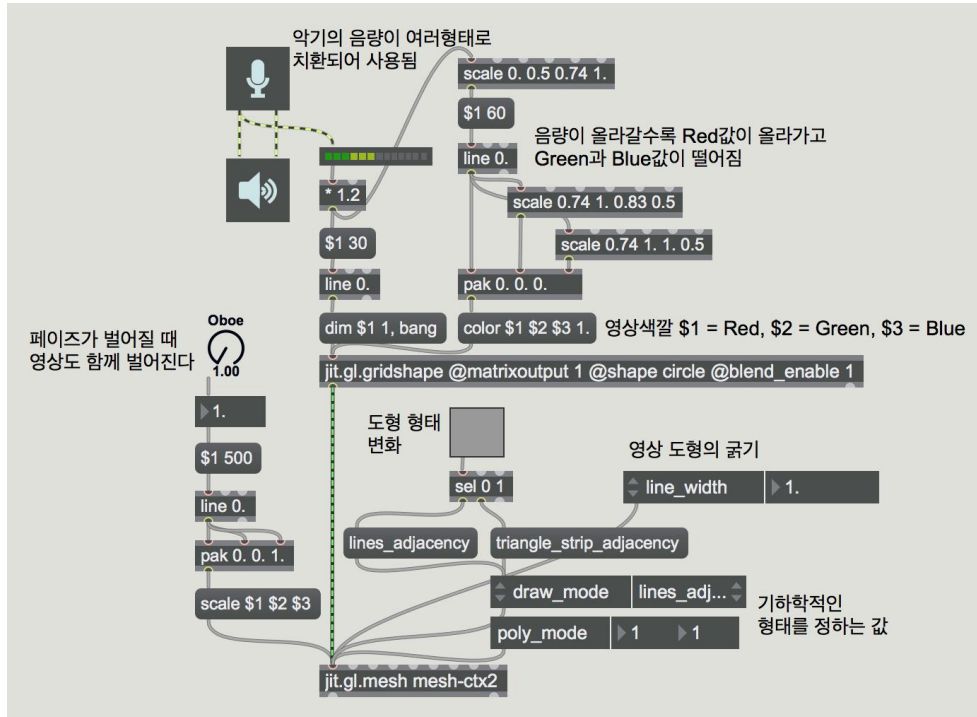 악기의 음량이 여러형태로
치환되어 사용됨
scale 0. 0.5 0.74 1.
$1 60
음량이 올라갈수록 Red값이 올라가고
Green과 Blue값이 떨어짐
line 0.
* 1.2
scale 0.74 1. 0.83 0.5
$1 30
scale 0.74 1. 1. 0.5
line 0.
pak 0. 0. 0.
페이즈가 벌어질 때
영상도 함께 벌어진다
Oboe
1.00
dim $1 1, bang
color $1 $2 $3 1.
영상색깔 $1 = Red, $2 = Green, $3 = Blue
jit.gl.gridshape @matrixoutput 1 @shape circle @blend_enable 1
1.
도형 형태
변화
영상 도형의 굵기
$1 500
sel 0 1
line_width
1.
line 0.
lines_adjacency
triangle_strip_adjacency
pak 0. 0. 1.
draw_mode
lines_adj...
scale $1 $2 $3
기하학적인
형태를 정하는 값
poly_mode
1
1
jit.gl.mesh mesh-ctx2